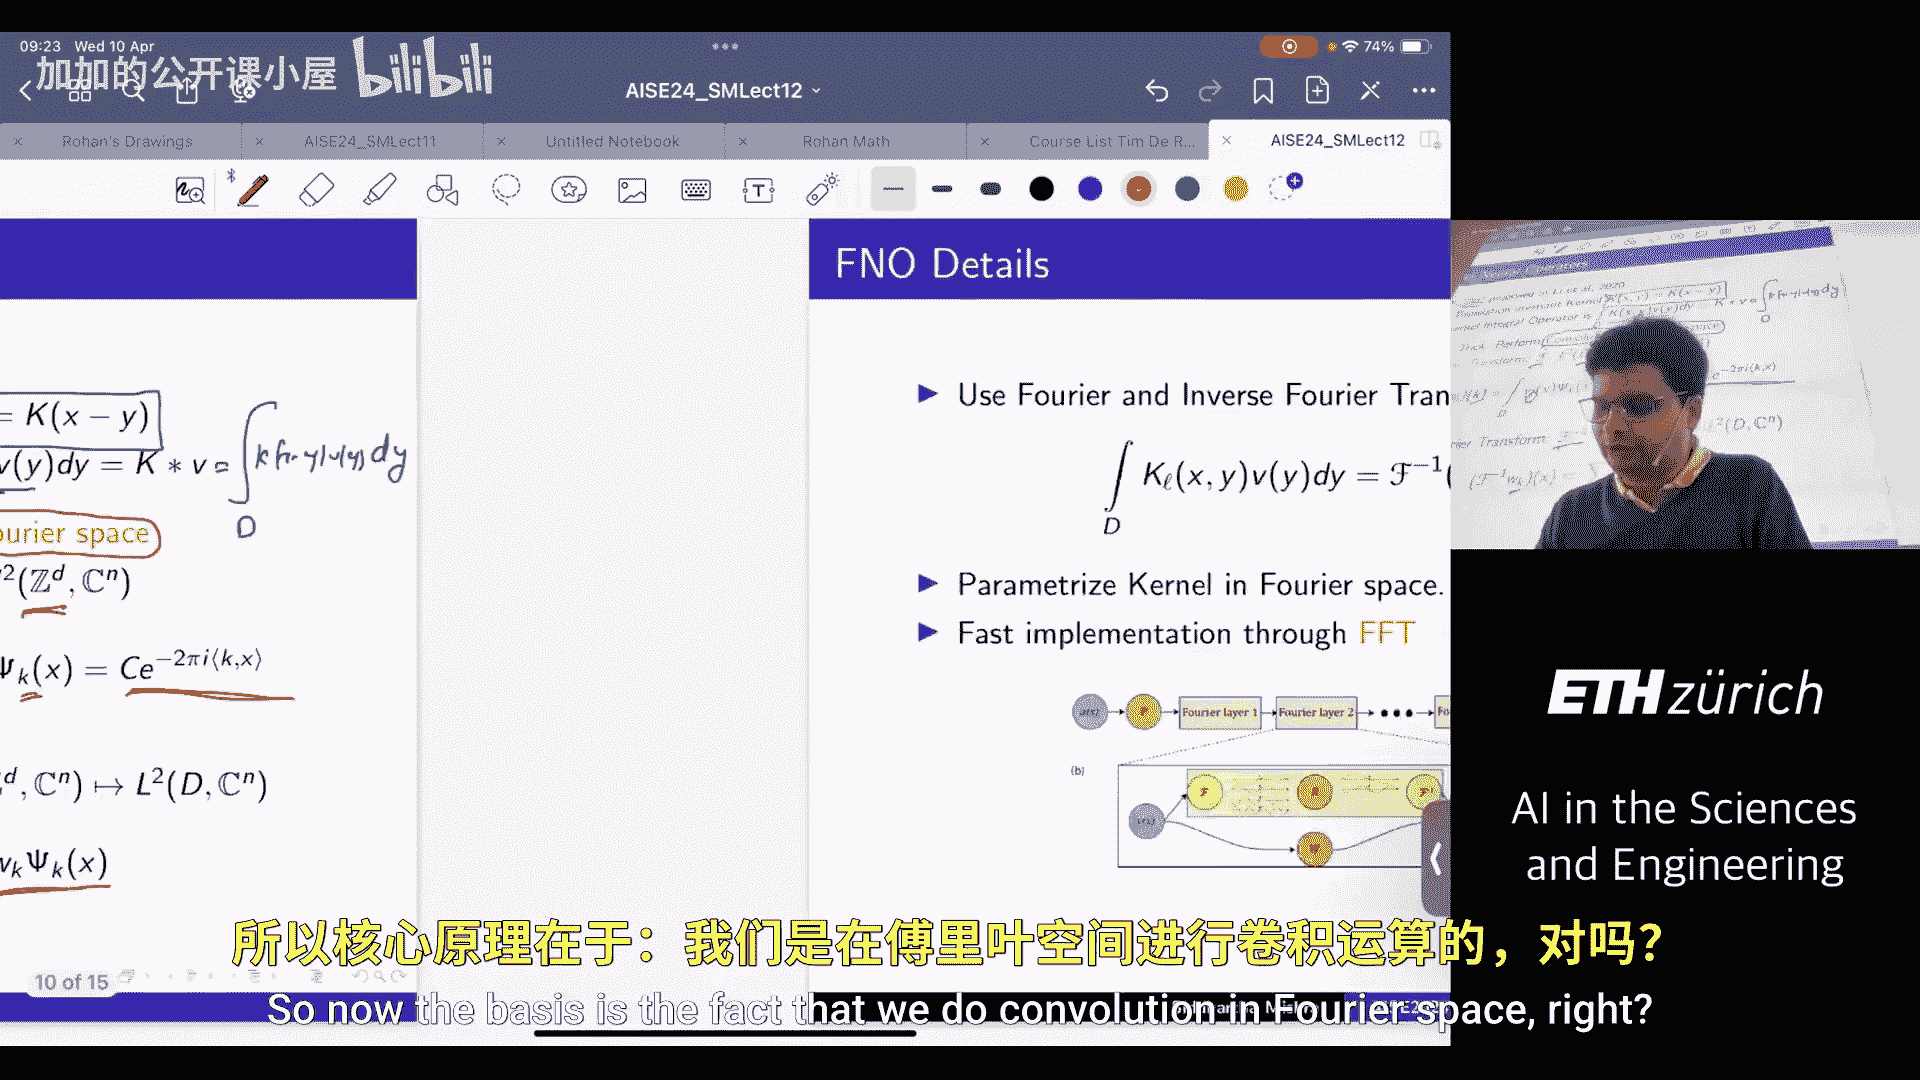 09:23 Wed 10 Apr
74%
加加的公开课小屋 bilibili
AISE24_SMLect12
Rohan's Drawings
AISE24_SMLect11
Untitled Notebook
Rohan Math
Course List Tim De R...
AISE24_SMLect12
= K(x − y)
v(y)dy = K ∗ v =
dy
D
ourier space
²(ℤᵈ, ℂⁿ)
Ψₖ(x) = Ce^{−2πi⟨k,x⟩}
ᵈ, ℂⁿ) ↦ L²(D, ℂⁿ)
wₖΨₖ(x)
10 of 15
FNO Details
▶ Use Fourier and Inverse Fourier Tran
∫ K_ℓ(x, y)v(y)dy = ℱ⁻¹(
D
▶ Parametrize Kernel in Fourier space.
▶ Fast implementation through FFT
Fourier layer 1
Fourier layer 2
(b)
ETH zürich
AI in the Sciences
and Engineering
所以核心原理在于：我们是在傅里叶空间进行卷积运算的，对吗？
So now the basis is the fact that we do convolution in Fourier space, right?